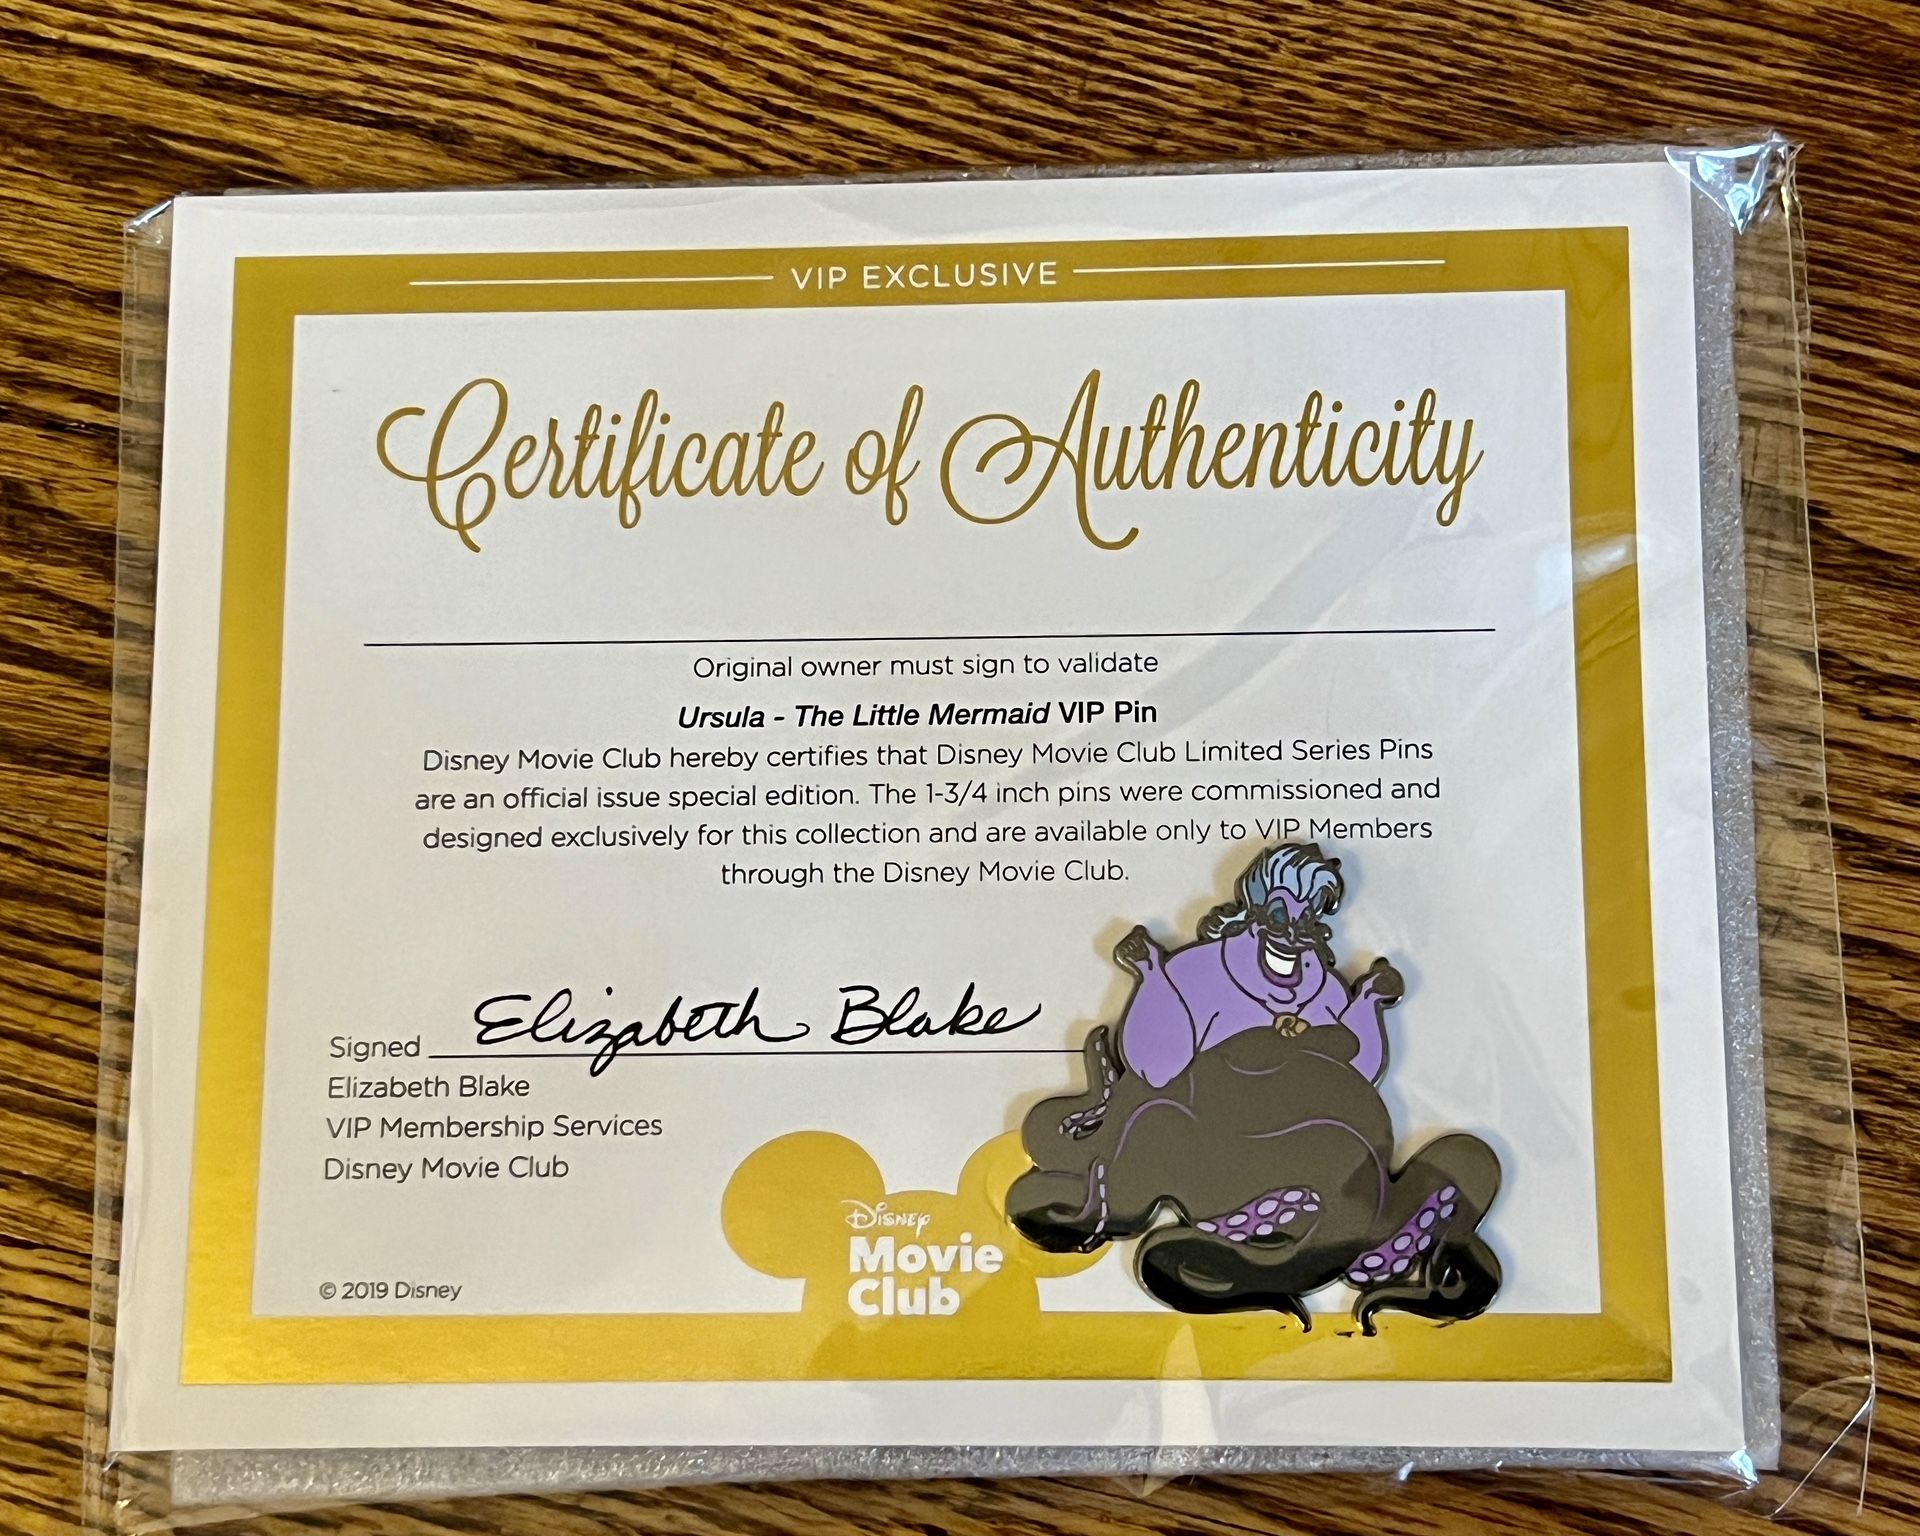 VIP EXCLUSIVE
Certificate of Authenticity
Original owner must sign to validate
Ursula - The Little Mermaid VIP Pin
Disney Movie Club hereby certifies that Disney Movie Club Limited Series Pins
are an official issue special edition. The 1-3/4 inch pins were commissioned and
designed exclusively for this collection and are available only to VIP Members
through the Disney Movie Club.
Signed Elizabeth Blake
Elizabeth Blake
VIP Membership Services
Disney Movie Club
Disney
Movie
Club
© 2019 Disney